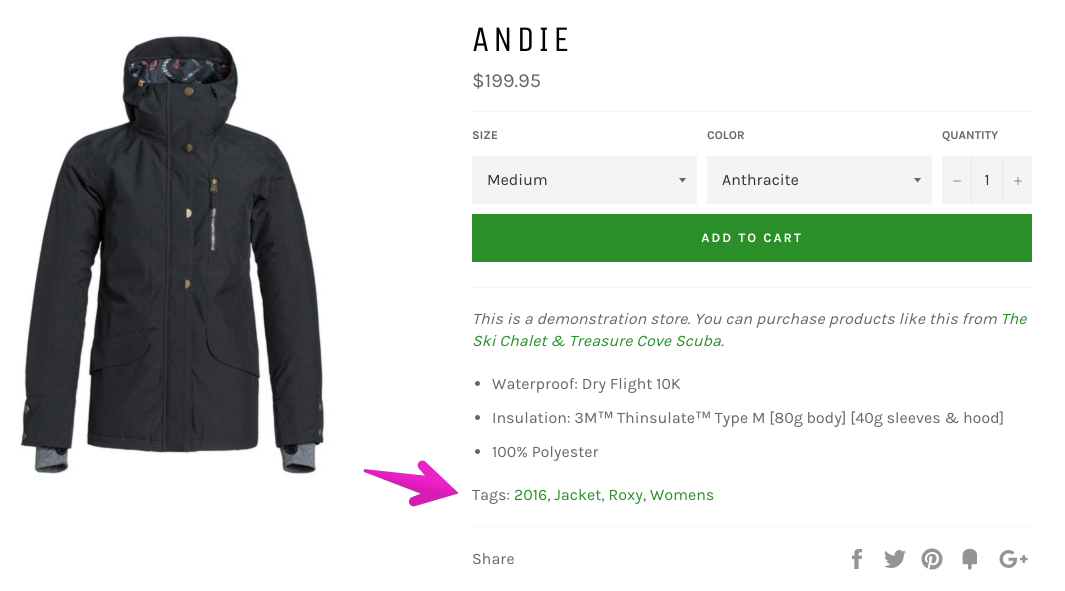 ANDIE
$199.95
SIZE COLOR QUANTITY
Medium Anthracite − 1 +
ADD TO CART
This is a demonstration store. You can purchase products like this from The
Ski Chalet & Treasure Cove Scuba.
• Waterproof: Dry Flight 10K
• Insulation: 3M™ Thinsulate™ Type M [80g body] [40g sleeves & hood]
• 100% Polyester
Tags: 2016, Jacket, Roxy, Womens
Share